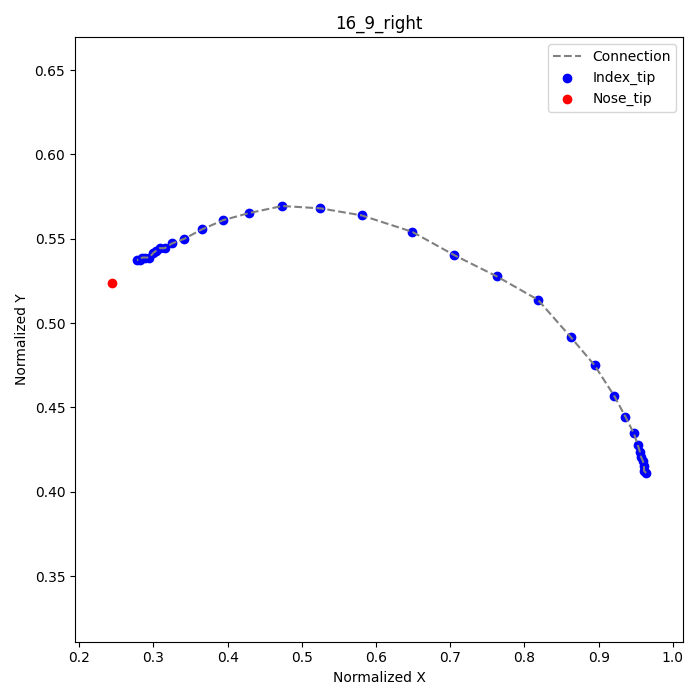 16_9_right
Connection
Index_tip
Nose_tip
0.65
0.60
0.55
0.50
0.45
0.40
0.35
Normalized Y
0.2 0.3 0.4 0.5 0.6 0.7 0.8 0.9 1.0
Normalized X